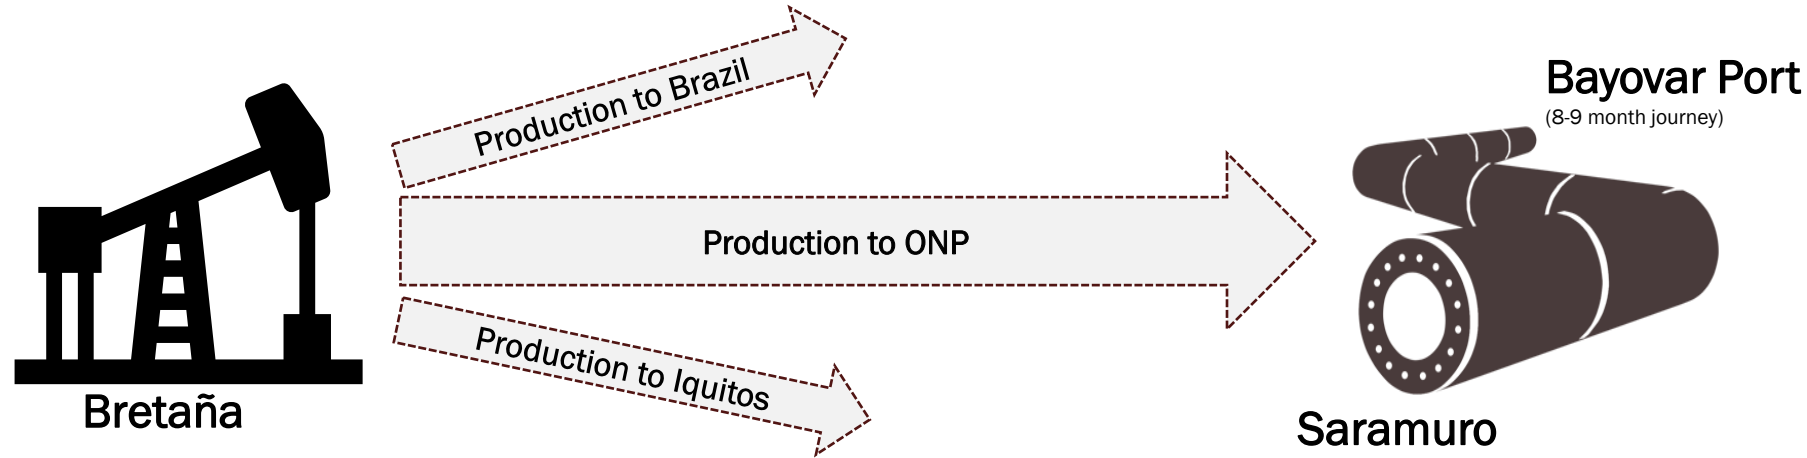 Production to Brazil
Bayovar Port
(8-9 month journey)
Production to ONP
Production to Iquitos
Bretaña
Saramuro